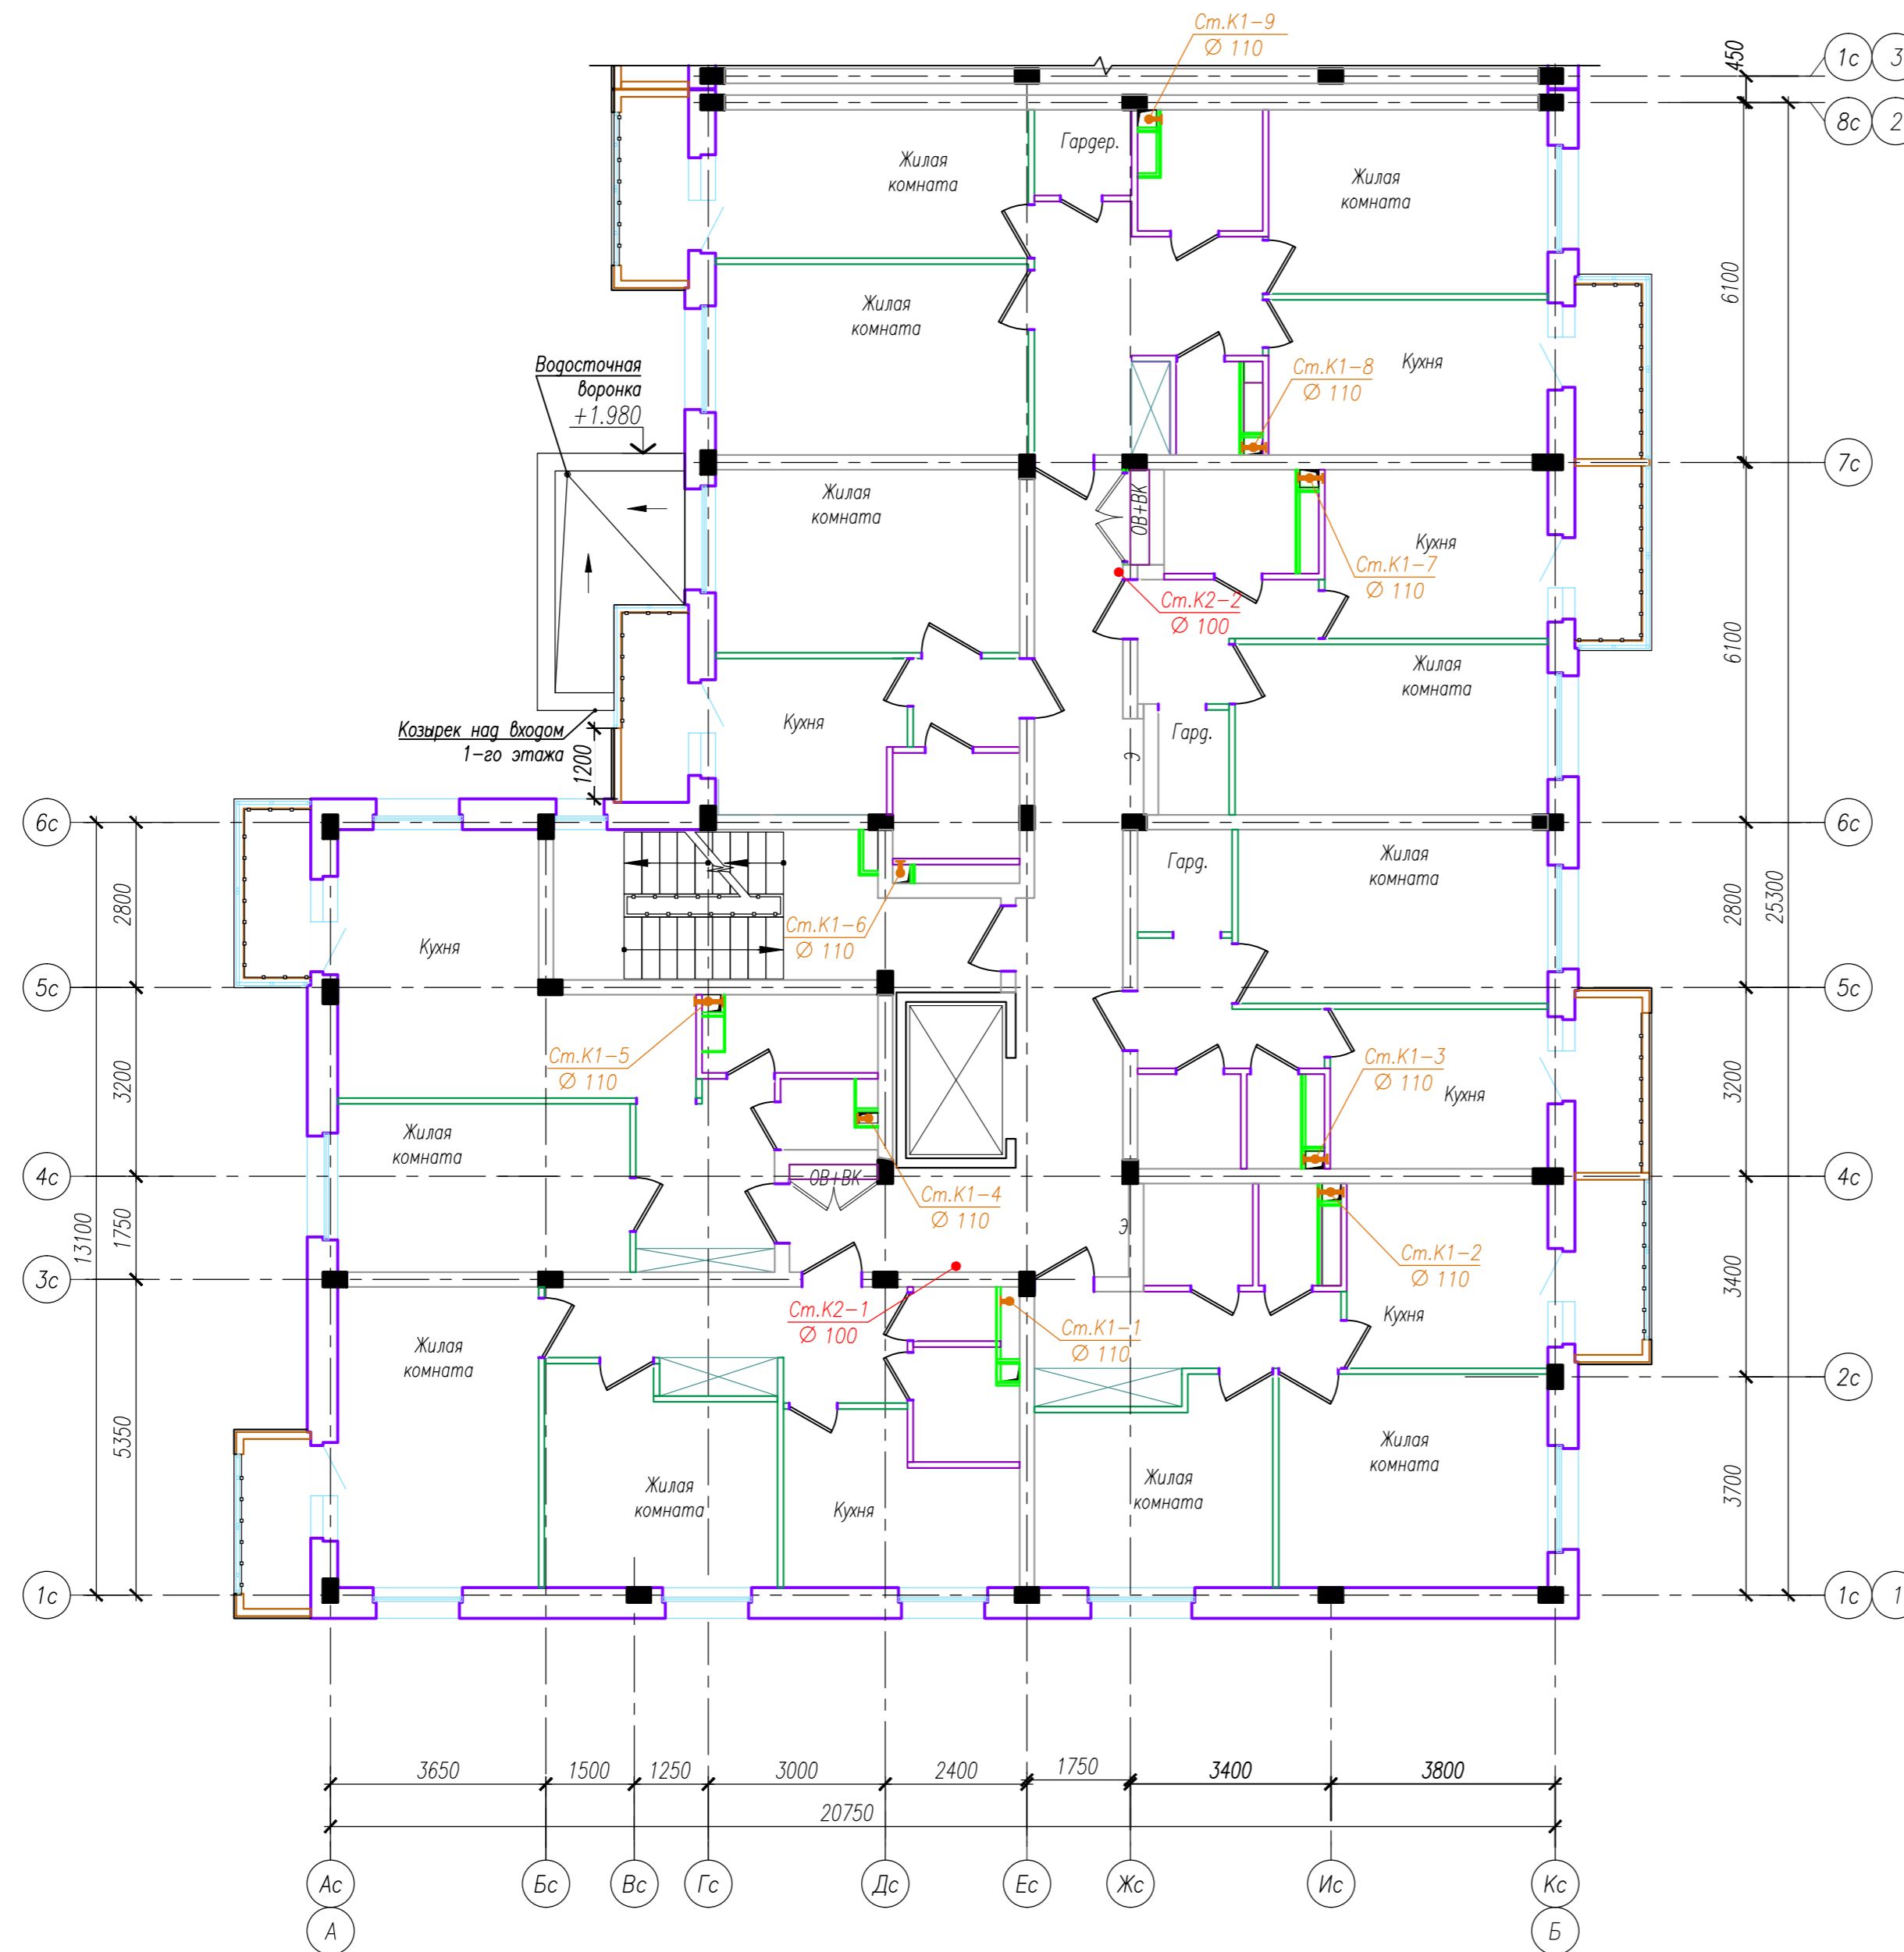 Ст.К1-9
Ø 110
450
1с
3
8с
2
Гардер.
Жилая
комната
Жилая
комната
6100
Жилая
комната
Водосточная
воронка
+1.980
Кухня
Ст.К1-8
Ø 110
7с
Жилая
комната
ОВ+ВК
Кухня
Ст.К1-7
Ø 110
Ст.К2-2
Ø 100
6100
Жилая
комната
Козырек над входом
1-го этажа
1200
Кухня
Гард.
Э
6с
6с
2800
Гард.
Жилая
комната
2800
25300
Ст.К1-6
Ø 110
Кухня
5с
5с
Ст.К1-5
Ø 110
Ст.К1-3
Ø 110
Кухня
3200
3200
Жилая
комната
4с
ОВ+ВК
Ст.К1-4
Ø 110
4с
13100
1750
Э
Ст.К1-2
Ø 110
3400
3с
Ст.К2-1
Ø 100
Ст.К1-1
Ø 110
Кухня
Жилая
комната
2с
5350
Жилая
комната
Кухня
Жилая
комната
Жилая
комната
3700
1с
1с
1
3650
1500
1250
3000
2400
1750
3400
3800
20750
Ас
Бс
Вс
Гс
Дс
Ес
Жс
Ис
Кс
А
Б